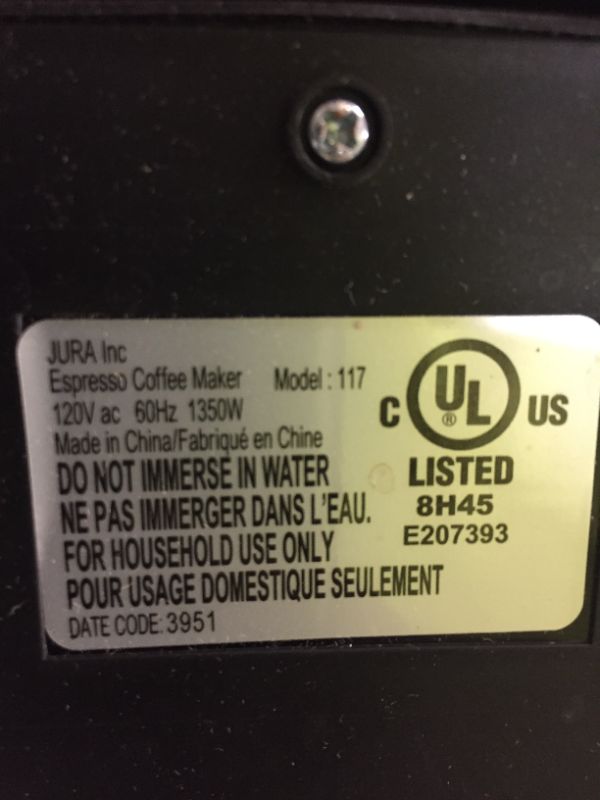 JURA Inc
Espresso Coffee Maker Model : 117
120V ac 60Hz 1350W
Made in China/Fabriqué en Chine
DO NOT IMMERSE IN WATER
NE PAS IMMERGER DANS L'EAU.
FOR HOUSEHOLD USE ONLY
POUR USAGE DOMESTIQUE SEULEMENT
DATE CODE: 3951
C UL ® US
LISTED
8H45
E207393